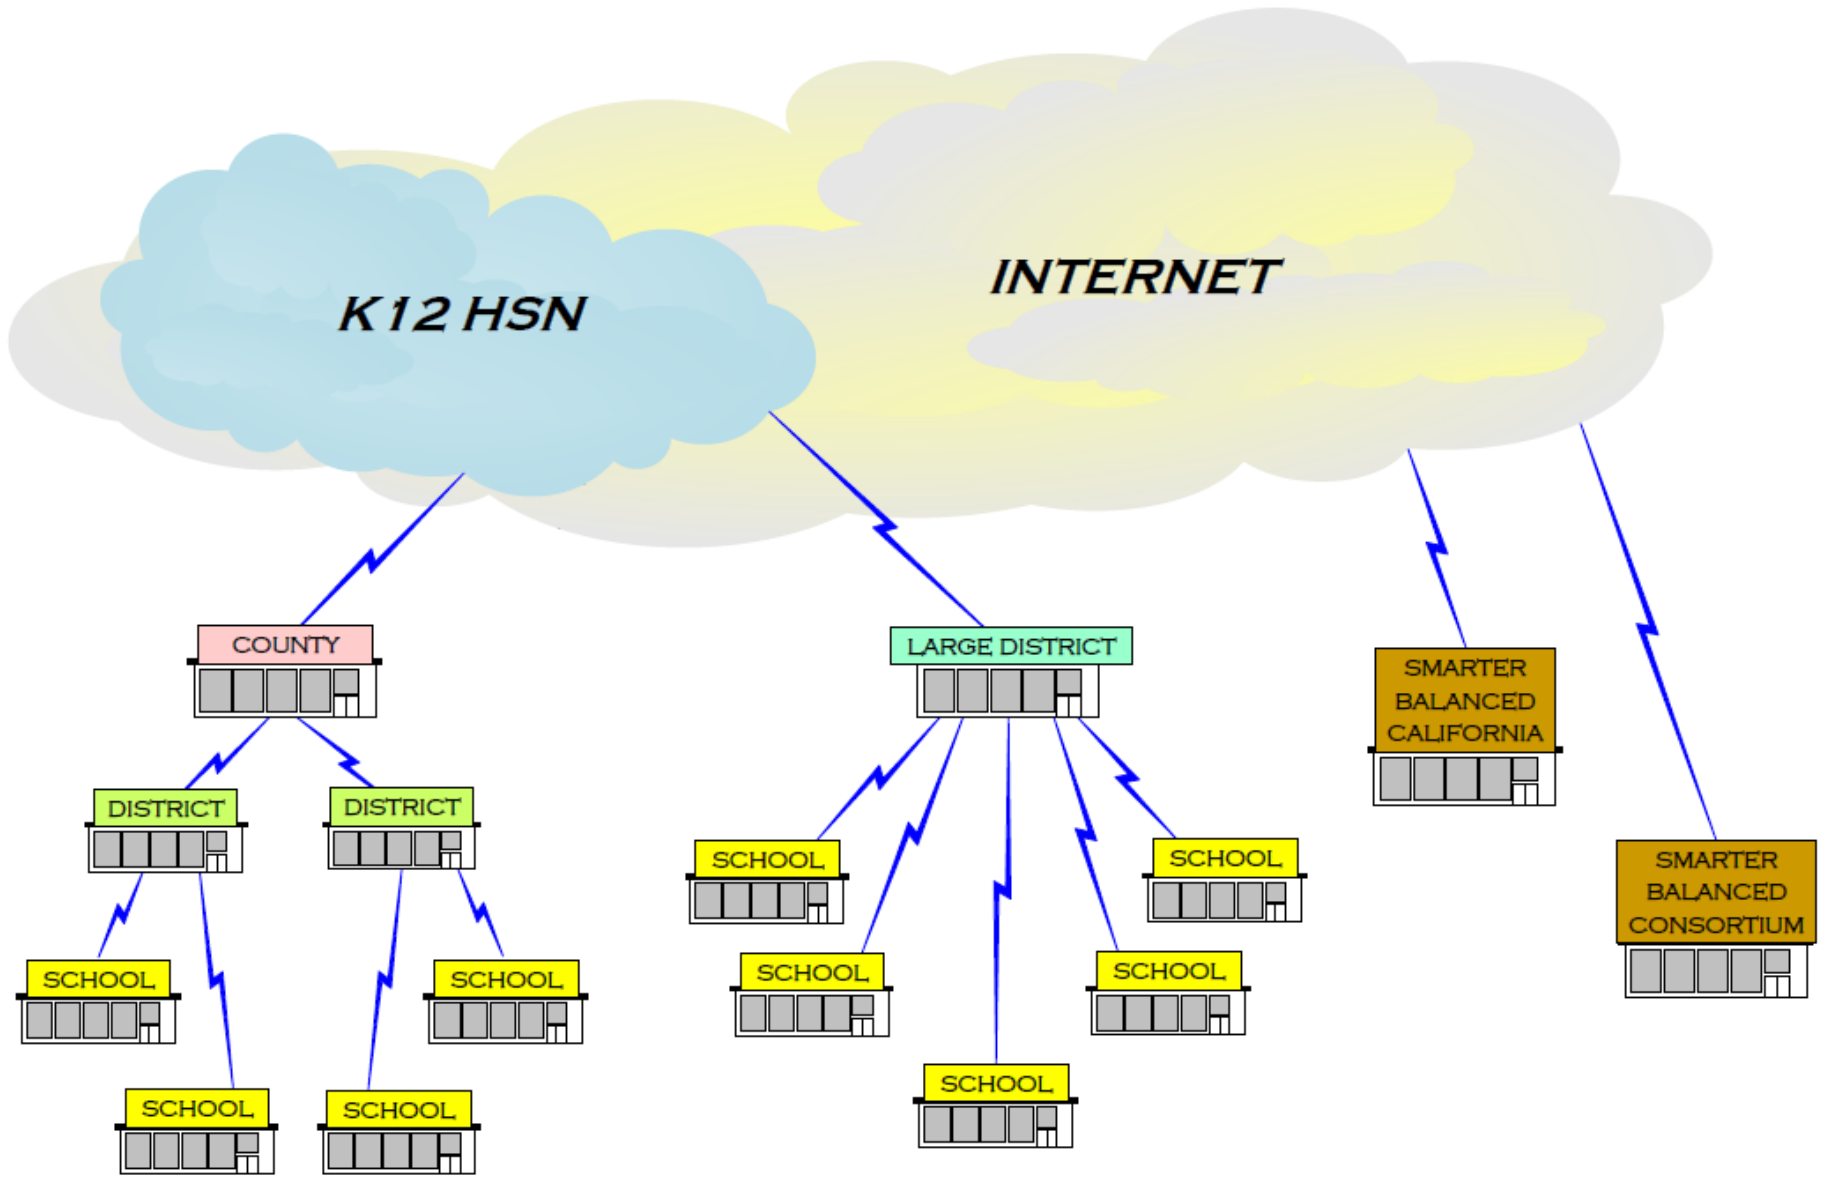 INTERNET
K12 HSN
COUNTY
LARGE DISTRICT
SMARTER
BALANCED
CALIFORNIA
DISTRICT
DISTRICT
SCHOOL
SCHOOL
SMARTER
BALANCED
CONSORTIUM
SCHOOL
SCHOOL
SCHOOL
SCHOOL
SCHOOL
SCHOOL
SCHOOL